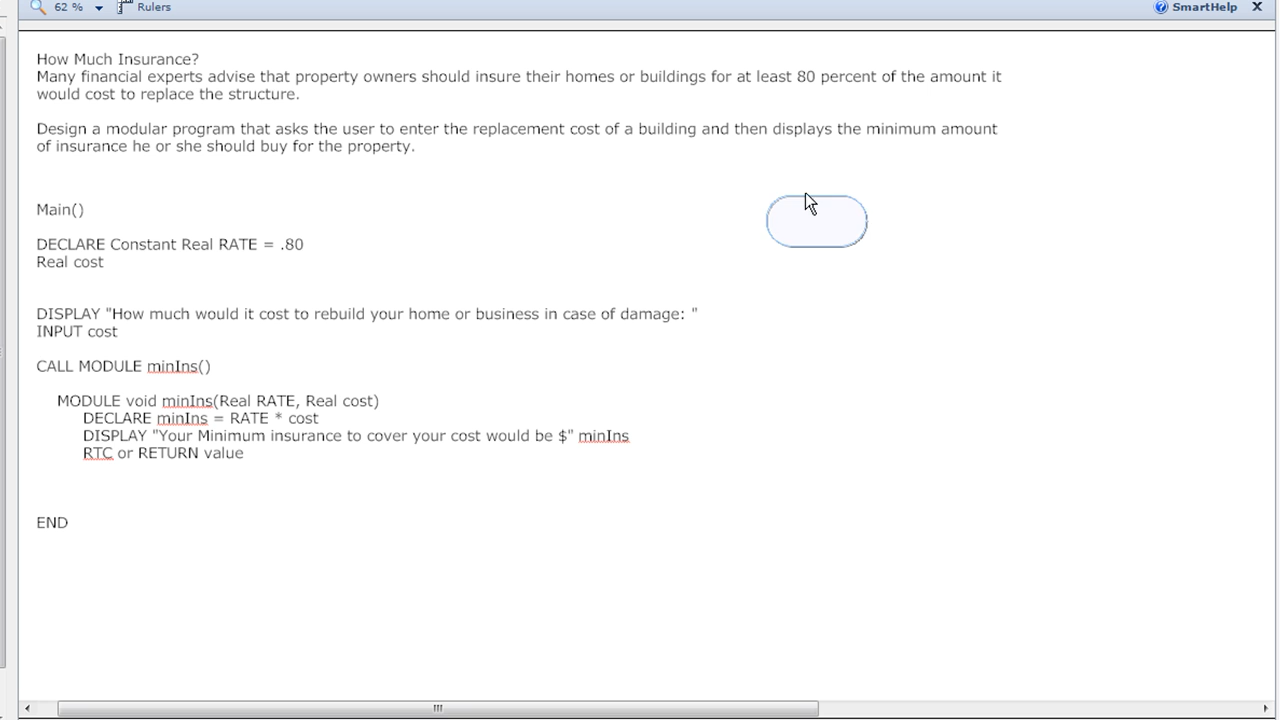 62 %
Rulers
SmartHelp
X
How Much Insurance?
Many financial experts advise that property owners should insure their homes or buildings for at least 80 percent of the amount it
would cost to replace the structure.
Design a modular program that asks the user to enter the replacement cost of a building and then displays the minimum amount
of insurance he or she should buy for the property.
Main()
DECLARE Constant Real RATE = .80
Real cost
DISPLAY "How much would it cost to rebuild your home or business in case of damage: "
INPUT cost
CALL MODULE minIns()
MODULE void minIns(Real RATE, Real cost)
DECLARE minIns = RATE * cost
DISPLAY "Your Minimum insurance to cover your cost would be $" minIns
RTC or RETURN value
END